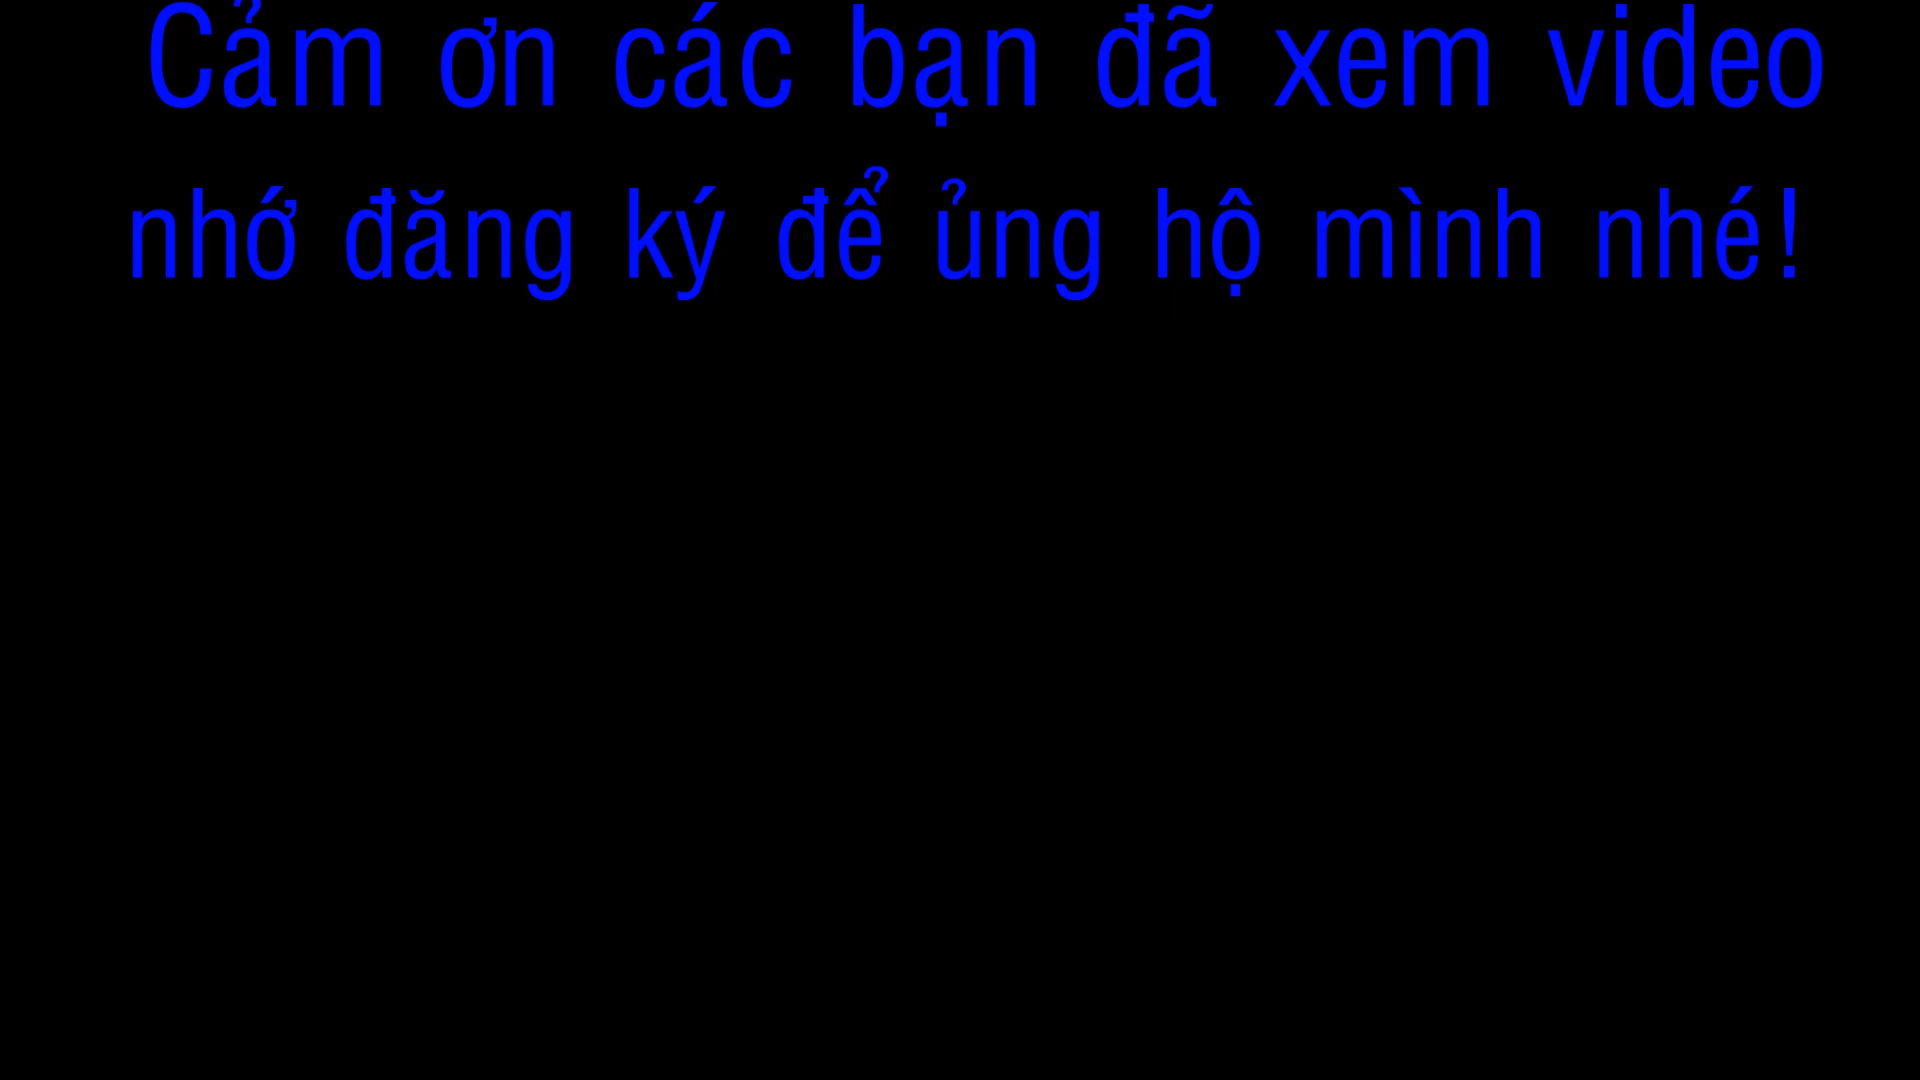 Cảm ơn các bạn đã xem video
nhớ đăng ký để ủng hộ mình nhé!